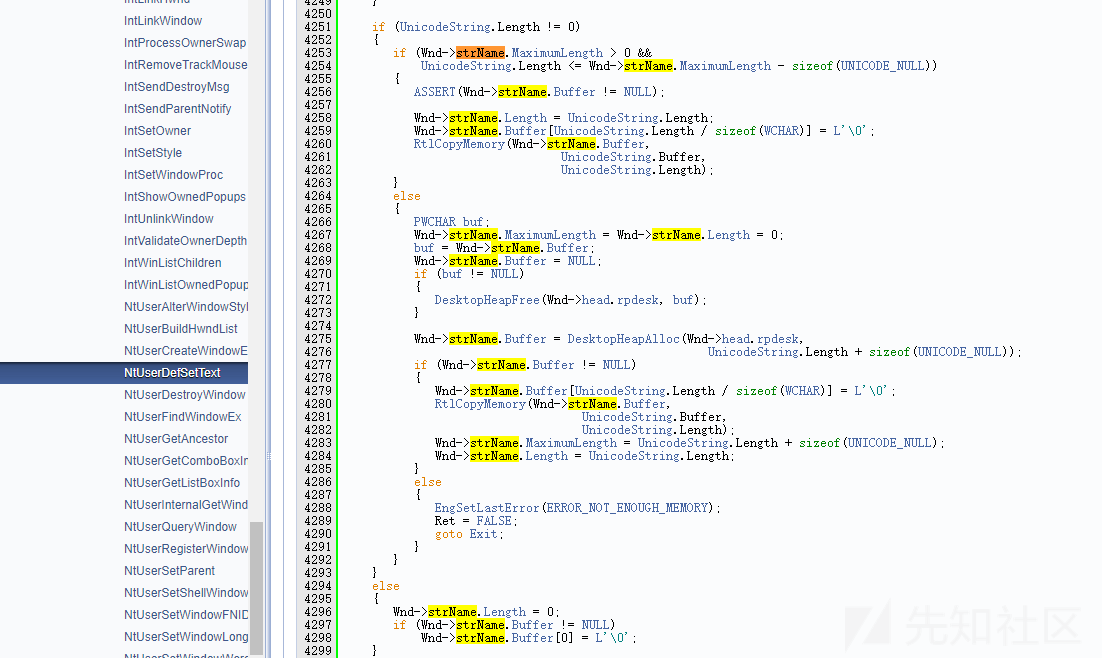 IntLinkHwnd
IntLinkWindow
IntProcessOwnerSwap
IntRemoveTrackMouse
IntSendDestroyMsg
IntSendParentNotify
IntSetOwner
IntSetStyle
IntSetWindowProc
IntShowOwnedPopups
IntUnlinkWindow
IntValidateOwnerDepth
IntWinListChildren
IntWinListOwnedPopup
NtUserAlterWindowStyl
NtUserBuildHwndList
NtUserCreateWindowE
NtUserDefSetText
NtUserDestroyWindow
NtUserFindWindowEx
NtUserGetAncestor
NtUserGetComboBoxIn
NtUserGetListBoxInfo
NtUserInternalGetWind
NtUserQueryWindow
NtUserRegisterWindow
NtUserSetParent
NtUserSetShellWindow
NtUserSetWindowFNID
NtUserSetWindowLong
NtUserSetWindowWord
4249 }
4250
4251 if (UnicodeString.Length != 0)
4252 {
4253 if (Wnd->strName.MaximumLength > 0 &&
4254 UnicodeString.Length <= Wnd->strName.MaximumLength - sizeof(UNICODE_NULL))
4255 {
4256 ASSERT(Wnd->strName.Buffer != NULL);
4257
4258 Wnd->strName.Length = UnicodeString.Length;
4259 Wnd->strName.Buffer[UnicodeString.Length / sizeof(WCHAR)] = L'\0';
4260 RtlCopyMemory(Wnd->strName.Buffer,
4261 UnicodeString.Buffer,
4262 UnicodeString.Length);
4263 }
4264 else
4265 {
4266 PWCHAR buf;
4267 Wnd->strName.MaximumLength = Wnd->strName.Length = 0;
4268 buf = Wnd->strName.Buffer;
4269 Wnd->strName.Buffer = NULL;
4270 if (buf != NULL)
4271 {
4272 DesktopHeapFree(Wnd->head.rpdesk, buf);
4273 }
4274
4275 Wnd->strName.Buffer = DesktopHeapAlloc(Wnd->head.rpdesk,
4276 UnicodeString.Length + sizeof(UNICODE_NULL));
4277 if (Wnd->strName.Buffer != NULL)
4278 {
4279 Wnd->strName.Buffer[UnicodeString.Length / sizeof(WCHAR)] = L'\0';
4280 RtlCopyMemory(Wnd->strName.Buffer,
4281 UnicodeString.Buffer,
4282 UnicodeString.Length);
4283 Wnd->strName.MaximumLength = UnicodeString.Length + sizeof(UNICODE_NULL);
4284 Wnd->strName.Length = UnicodeString.Length;
4285 }
4286 else
4287 {
4288 EngSetLastError(ERROR_NOT_ENOUGH_MEMORY);
4289 Ret = FALSE;
4290 goto Exit;
4291 }
4292 }
4293 }
4294 else
4295 {
4296 Wnd->strName.Length = 0;
4297 if (Wnd->strName.Buffer != NULL)
4298 Wnd->strName.Buffer[0] = L'\0';
4299 }
先知社区